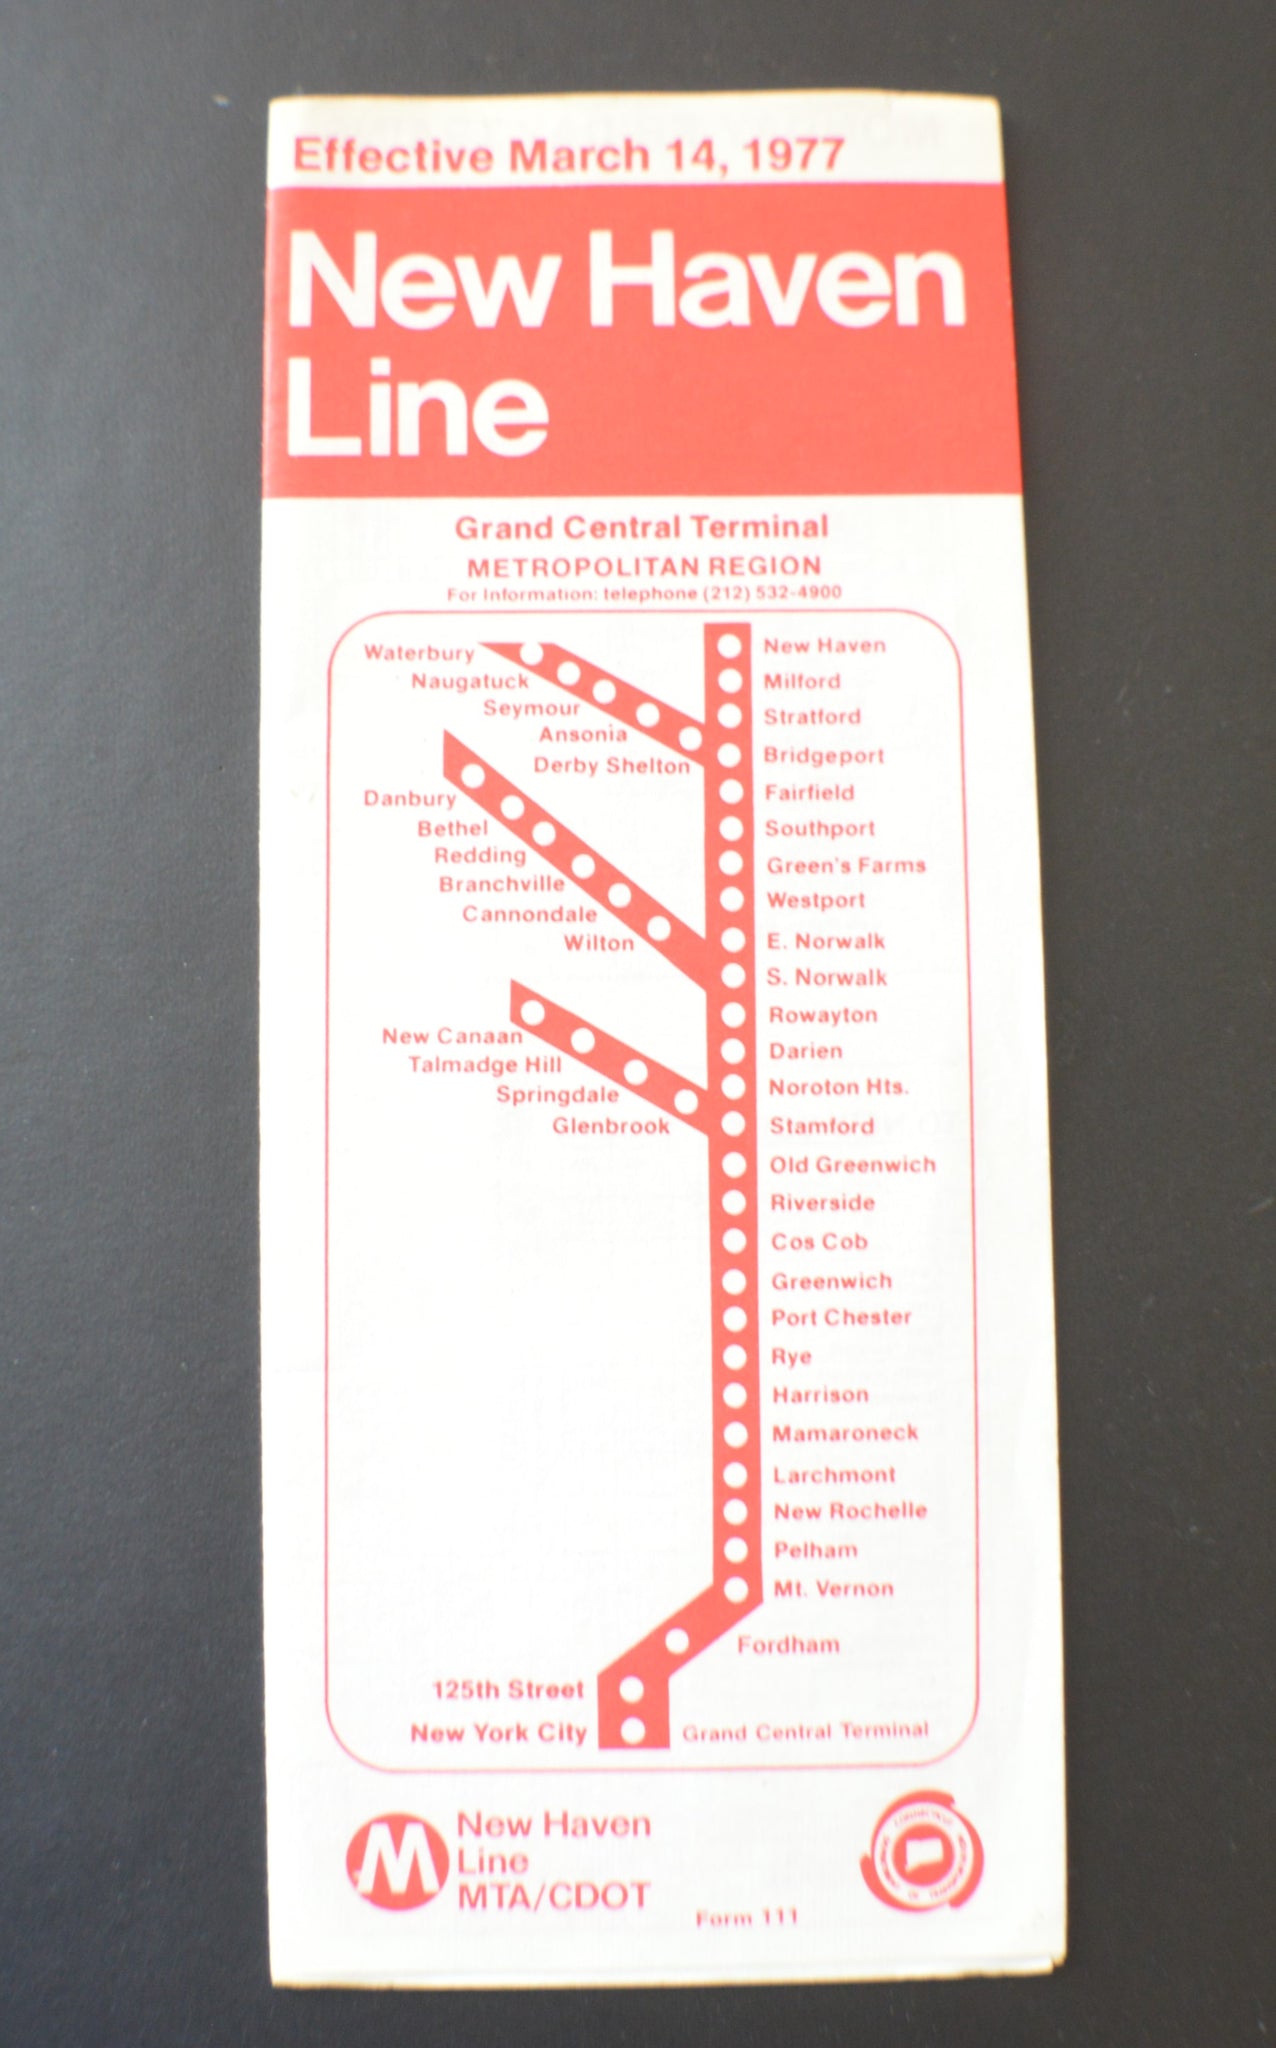 Effective March 14, 1977
New Haven
Line
Grand Central Terminal
METROPOLITAN REGION
For Information: telephone (212) 532-4900
Waterbury
Naugatuck
Seymour
Ansonia
Derby Shelton
Danbury
Bethel
Redding
Branchville
Cannondale
Wilton
New Canaan
Talmadge Hill
Springdale
Glenbrook
New Haven
Milford
Stratford
Bridgeport
Fairfield
Southport
Green's Farms
Westport
E. Norwalk
S. Norwalk
Rowayton
Darien
Noroton Hts.
Stamford
Old Greenwich
Riverside
Cos Cob
Greenwich
Port Chester
Rye
Harrison
Mamaroneck
Larchmont
New Rochelle
Pelham
Mt. Vernon
Fordham
125th Street
New York City
Grand Central Terminal
M
New Haven
Line
MTA/CDOT
Form 111